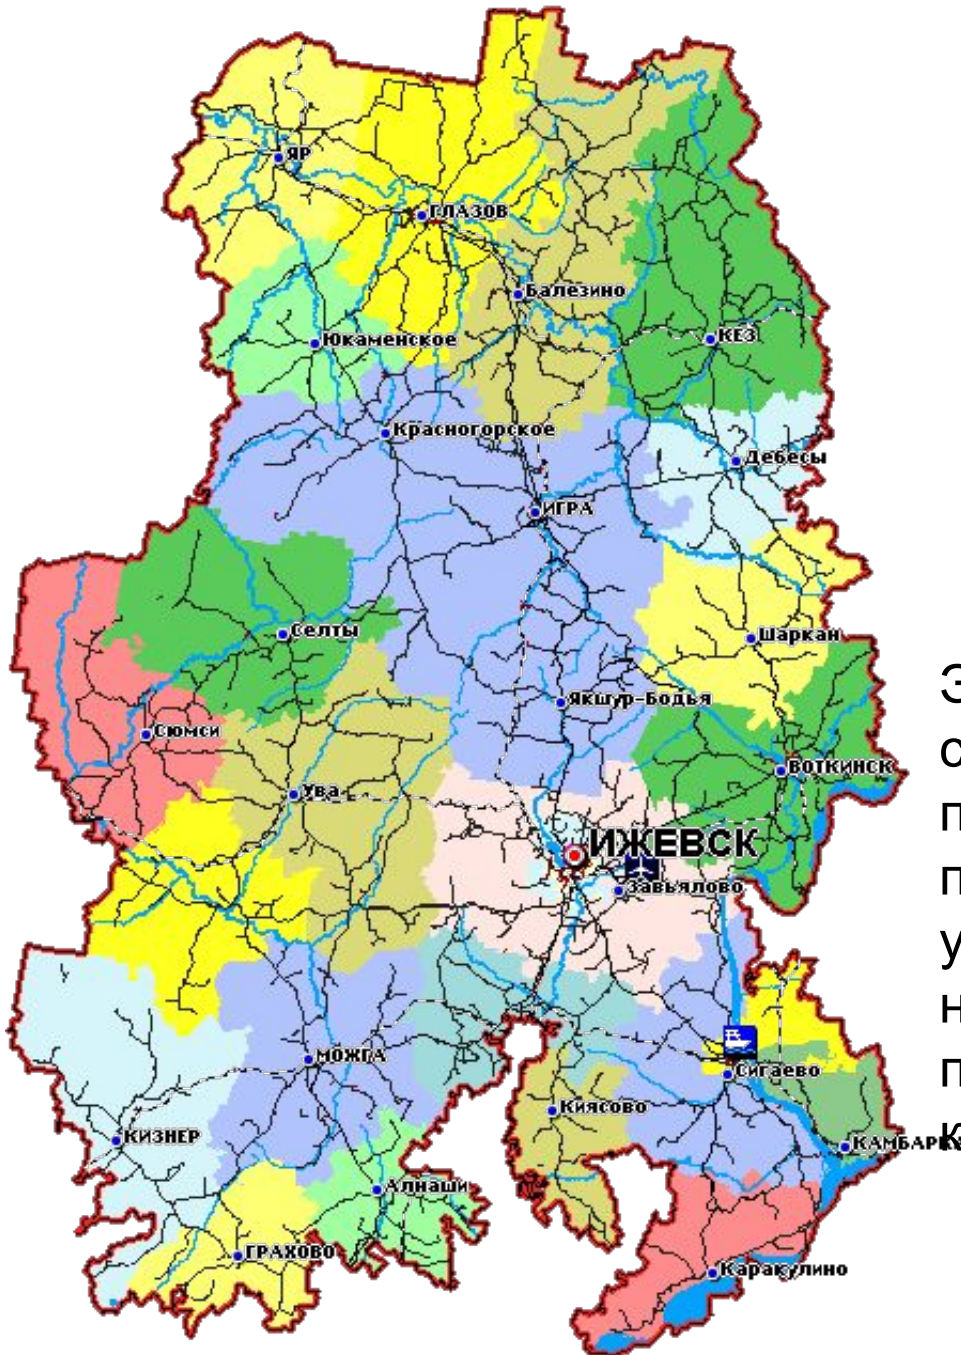 ЯР
ГЛАЗОВ
Балезино
Юкаменское
КЕЗ
Красногорское
Дебесы
ИГРА
Селты
Шаркан
Якшур-Бодья
Сюмси
ВОТКИНСК
Ува
ИЖЕВСК
Завьялово
МОЖГА
Сигаево
Киясово
КИЗНЕР
КАМБАРКА
Алнаши
ГРАХОВО
Каракулино
З
с
п
п
у
н
п
к